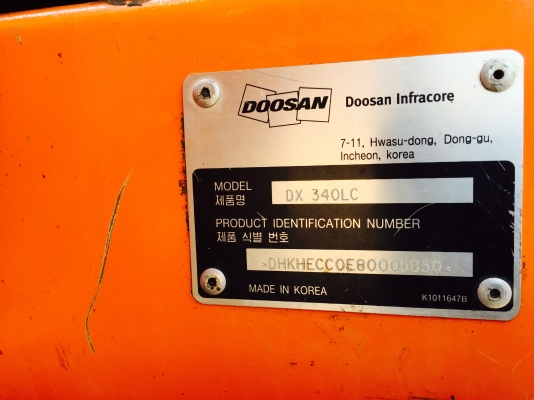 DOOSAN Doosan Infracore
7-11, Hwasu-dong, Dong-gu,
Incheon, korea
MODEL
제품명
DX 340LC
PRODUCT IDENTIFICATION NUMBER
제품 식별 번호
MADE IN KOREA
K1011647B